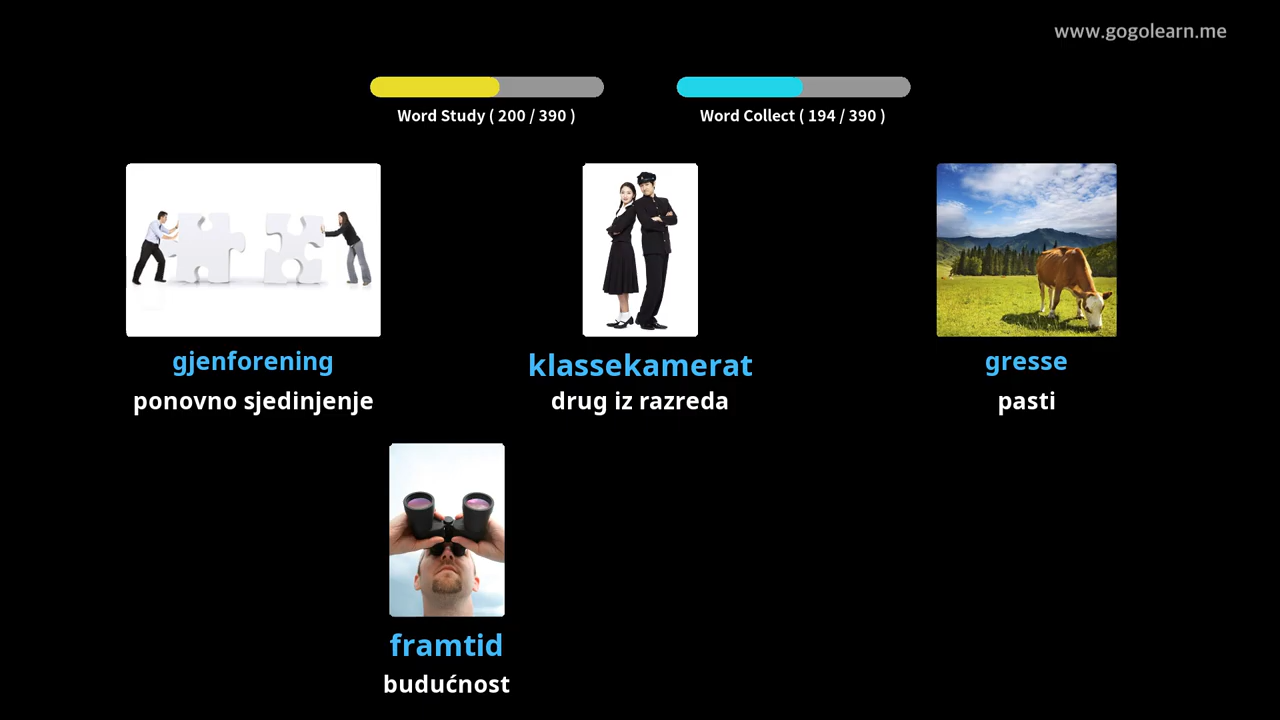 www.gogolearn.me
Word Study ( 200 / 390 )
Word Collect ( 194 / 390 )
gjenforening
ponovno sjedinjenje
klassekamerat
drug iz razreda
gresse
pasti
framtid
budućnost